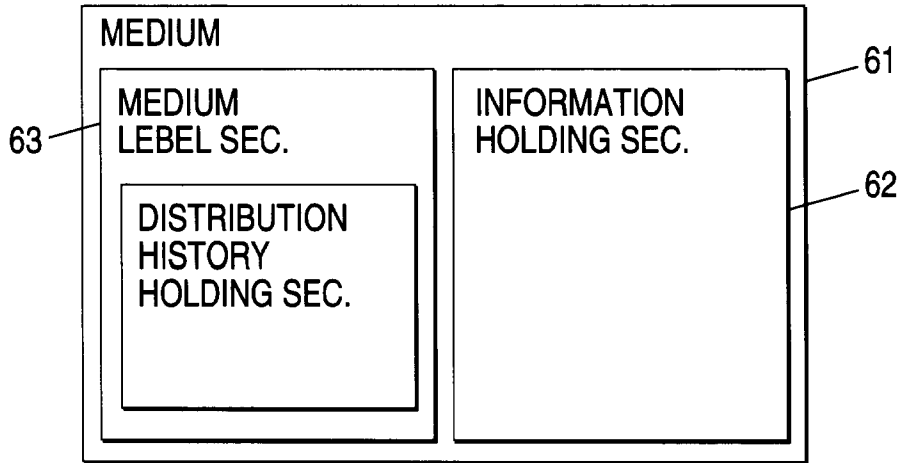 MEDIUM
61
MEDIUM
LEBEL SEC.
63
INFORMATION
HOLDING SEC.
62
DISTRIBUTION
HISTORY
HOLDING SEC.